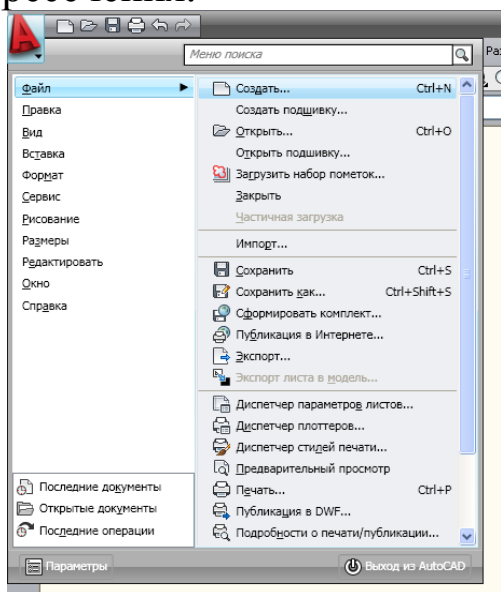 Меню поиска
Файл
Правка
Вид
Вставка
Формат
Сервис
Рисование
Размеры
Редактировать
Окно
Справка
Создать... Ctrl+N
Создать подшивку...
Открыть... Ctrl+O
Открыть подшивку...
Загрузить набор пометок...
Закрыть
Частичная загрузка
Импорт...
Сохранить Ctrl+S
Сохранить как... Ctrl+Shift+S
Сформировать комплект...
Публикация в Интернете...
Экспорт...
Экспорт листа в модель...
Диспетчер параметров листов...
Диспетчер плоттеров...
Диспетчер стилей печати...
Предварительный просмотр
Печать... Ctrl+P
Публикация в DWF...
Подробности о печати/публикации...
Последние документы
Открытые документы
Последние операции
Параметры
Выход из AutoCAD